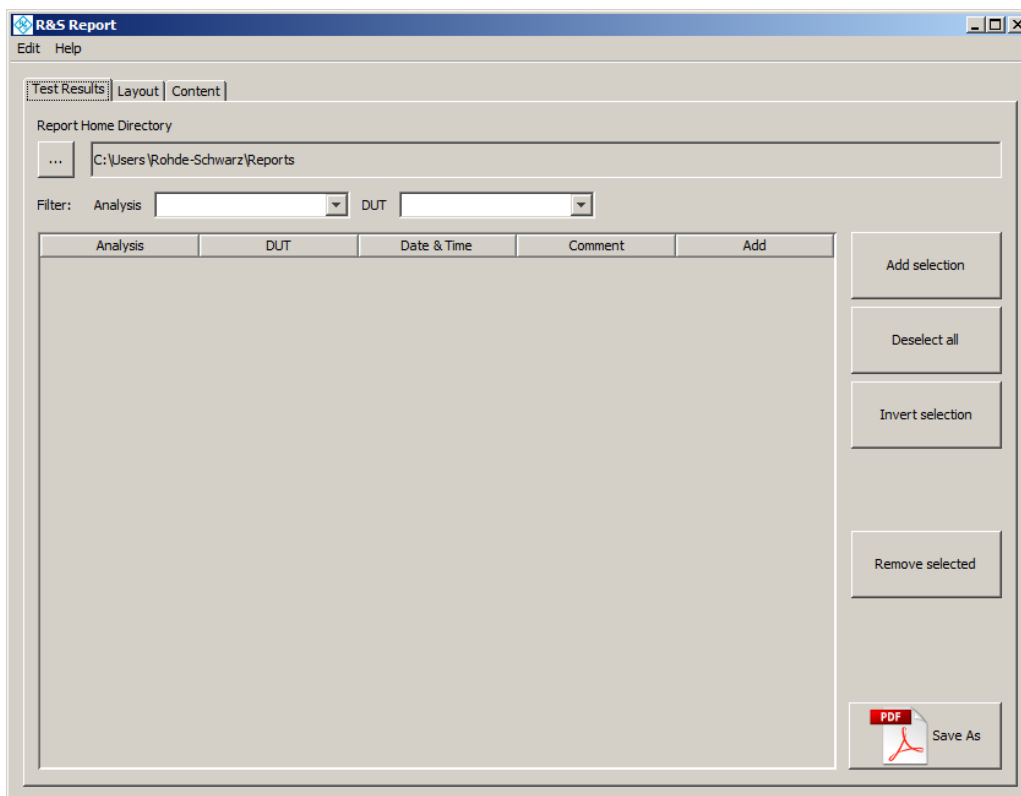 R&S Report
Edit Help
Test Results Layout Content
Report Home Directory
... C:\Users\Rohde-Schwarz\Reports
Filter: Analysis DUT
Analysis DUT Date & Time Comment Add
Add selection
Deselect all
Invert selection
Remove selected
PDF
Save As